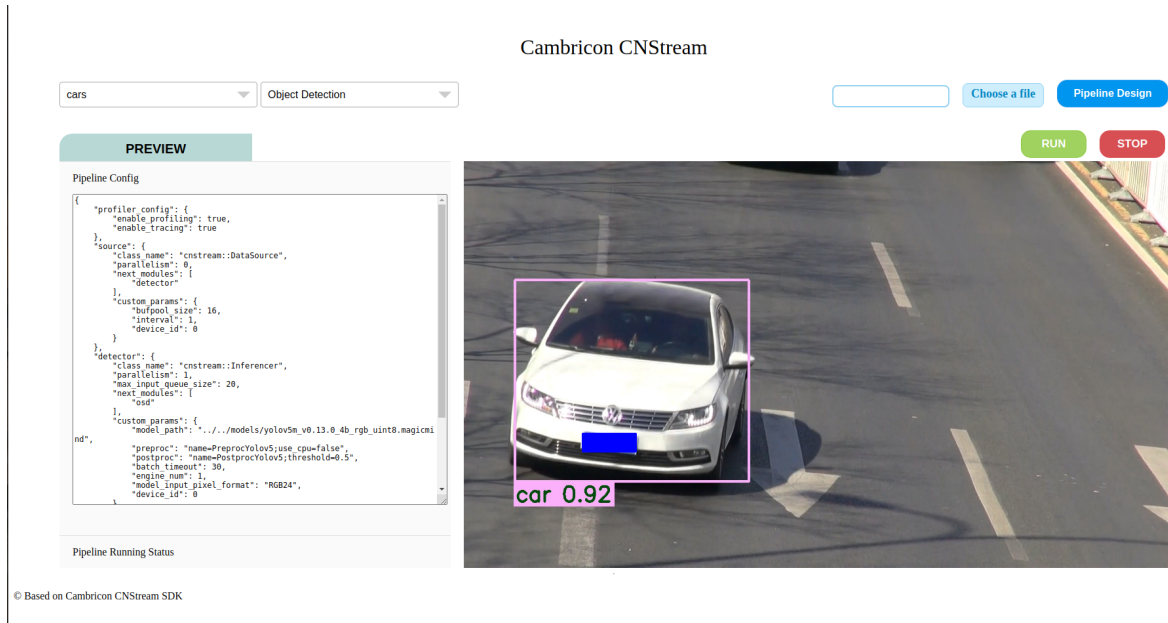 Cambricon CNStream
cars
Object Detection
Choose a file
Pipeline Design
PREVIEW
RUN
STOP
Pipeline Config
{
"profiler_config": {
"enable_profiling": true,
"enable_tracing": true
},
"source": {
"class_name": "cnstream::DataSource",
"parallelism": 0,
"next_modules": [
"detector"
],
"custom_params": {
"bufpool_size": 16,
"interval": 1,
"device_id": 0
}
},
"detector": {
"class_name": "cnstream::Inferencer",
"parallelism": 1,
"max_input_queue_size": 20,
"next_modules": [
"osd"
],
"custom_params": {
"model_path": "../../models/yolov5m_v0.13.0_4b_rgb_uint8.magicmi
nd",
"preproc": "name=PreprocYolov5;use_cpu=false",
"postproc": "name=PostprocYolov5;threshold=0.5",
"batch_timeout": 30,
"engine_num": 1,
"model_input_pixel_format": "RGB24",
"device_id": 0
}
car 0.92
Pipeline Running Status
© Based on Cambricon CNStream SDK